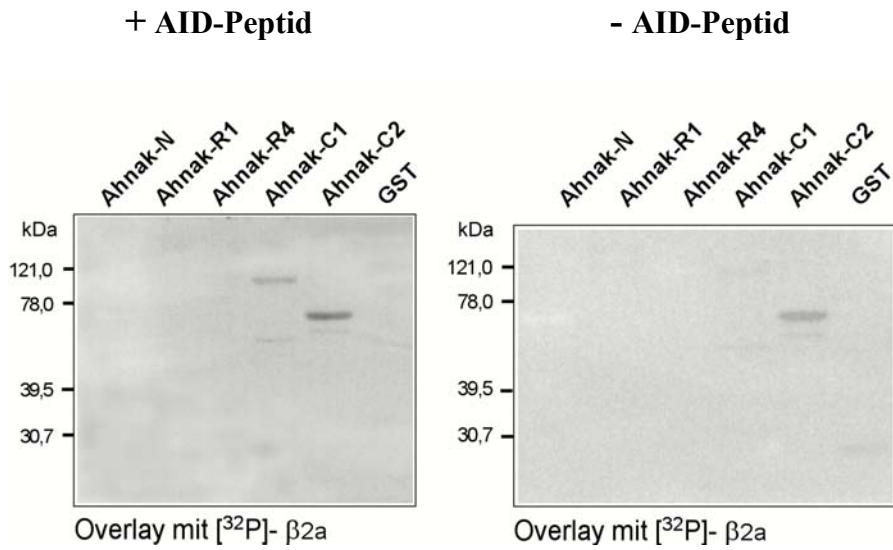 + AID-Peptid
- AID-Peptid
Ahnak-N
Ahnak-R1
Ahnak-R4
Ahnak-C1
Ahnak-C2
GST
kDa
121,0
78,0
39,5
30,7
Overlay mit [³²P]- β2a
Ahnak-N
Ahnak-R1
Ahnak-R4
Ahnak-C1
Ahnak-C2
GST
kDa
121,0
78,0
39,5
30,7
Overlay mit [³²P]- β2a